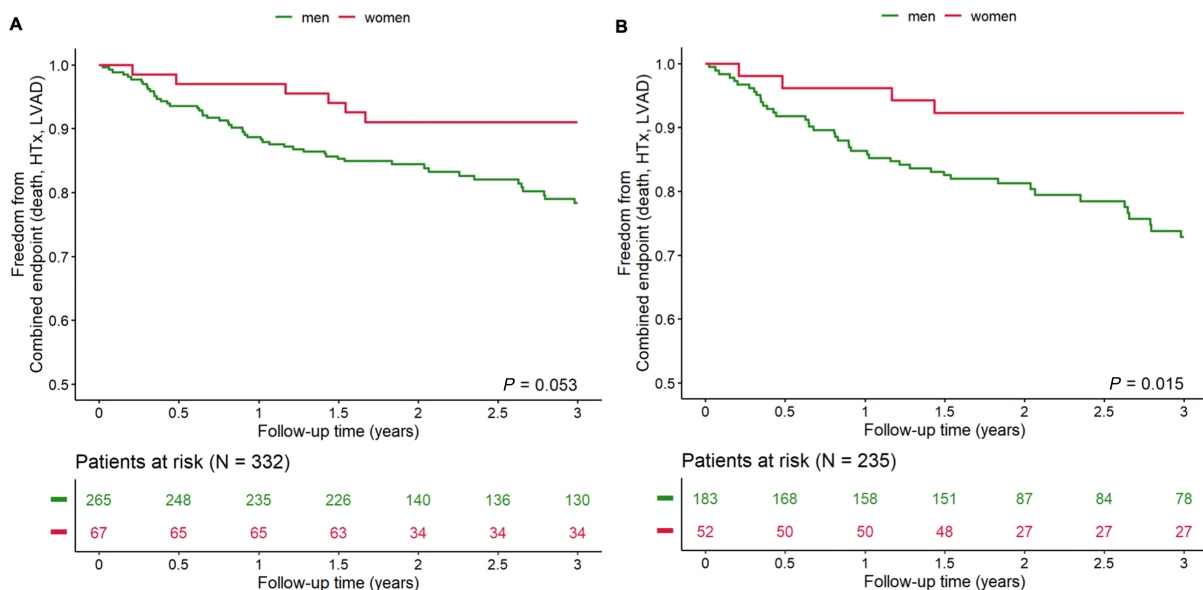 A
men women
Freedom from
Combined endpoint (death, HTx, LVAD)
1.0
0.9
0.8
0.7
0.6
0.5
P = 0.053
0 0.5 1 1.5 2 2.5 3
Follow-up time (years)
Patients at risk (N = 332)
265 248 235 226 140 136 130
67 65 65 63 34 34 34
0 0.5 1 1.5 2 2.5 3
Follow-up time (years)
B
men women
Freedom from
Combined endpoint (death, HTx, LVAD)
1.0
0.9
0.8
0.7
0.6
0.5
P = 0.015
0 0.5 1 1.5 2 2.5 3
Follow-up time (years)
Patients at risk (N = 235)
183 168 158 151 87 84 78
52 50 50 48 27 27 27
0 0.5 1 1.5 2 2.5 3
Follow-up time (years)